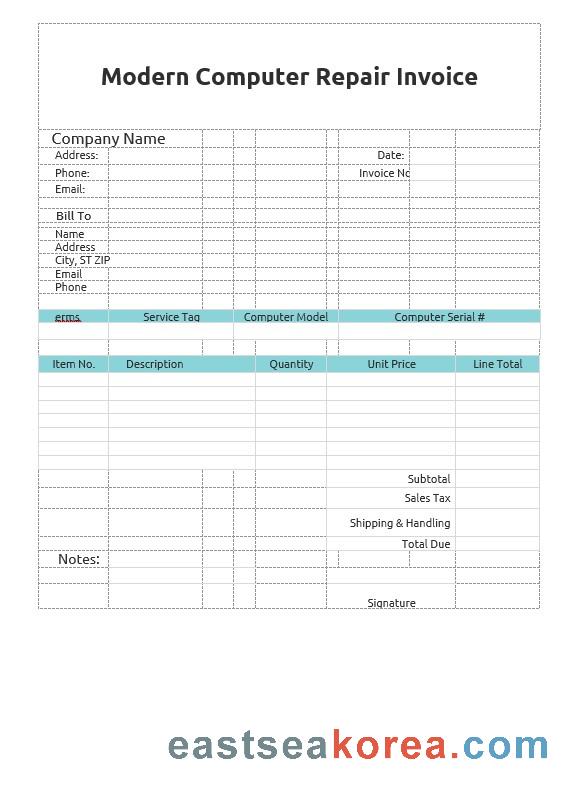 Modern Computer Repair Invoice
Company Name
Address: Date:
Phone: Invoice No
Email:
Bill To
Name
Address
City, ST ZIP
Email
Phone
erms Service Tag Computer Model Computer Serial #
Item No. Description Quantity Unit Price Line Total
Subtotal
Sales Tax
Shipping & Handling
Total Due
Notes:
Signature
eastseakorea.com